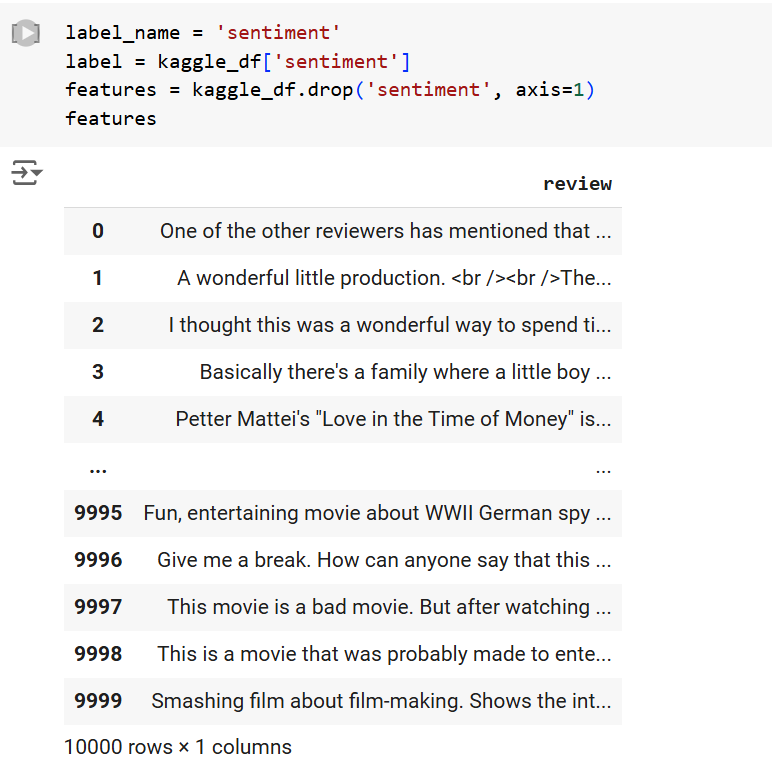 label_name = 'sentiment'
label = kaggle_df['sentiment']
features = kaggle_df.drop('sentiment', axis=1)
features
review
0 One of the other reviewers has mentioned that ...
1 A wonderful little production. <br /><br />The...
2 I thought this was a wonderful way to spend ti...
3 Basically there's a family where a little boy ...
4 Petter Mattei's "Love in the Time of Money" is...
... ...
9995 Fun, entertaining movie about WWII German spy ...
9996 Give me a break. How can anyone say that this ...
9997 This movie is a bad movie. But after watching ...
9998 This is a movie that was probably made to ente...
9999 Smashing film about film-making. Shows the int...
10000 rows × 1 columns